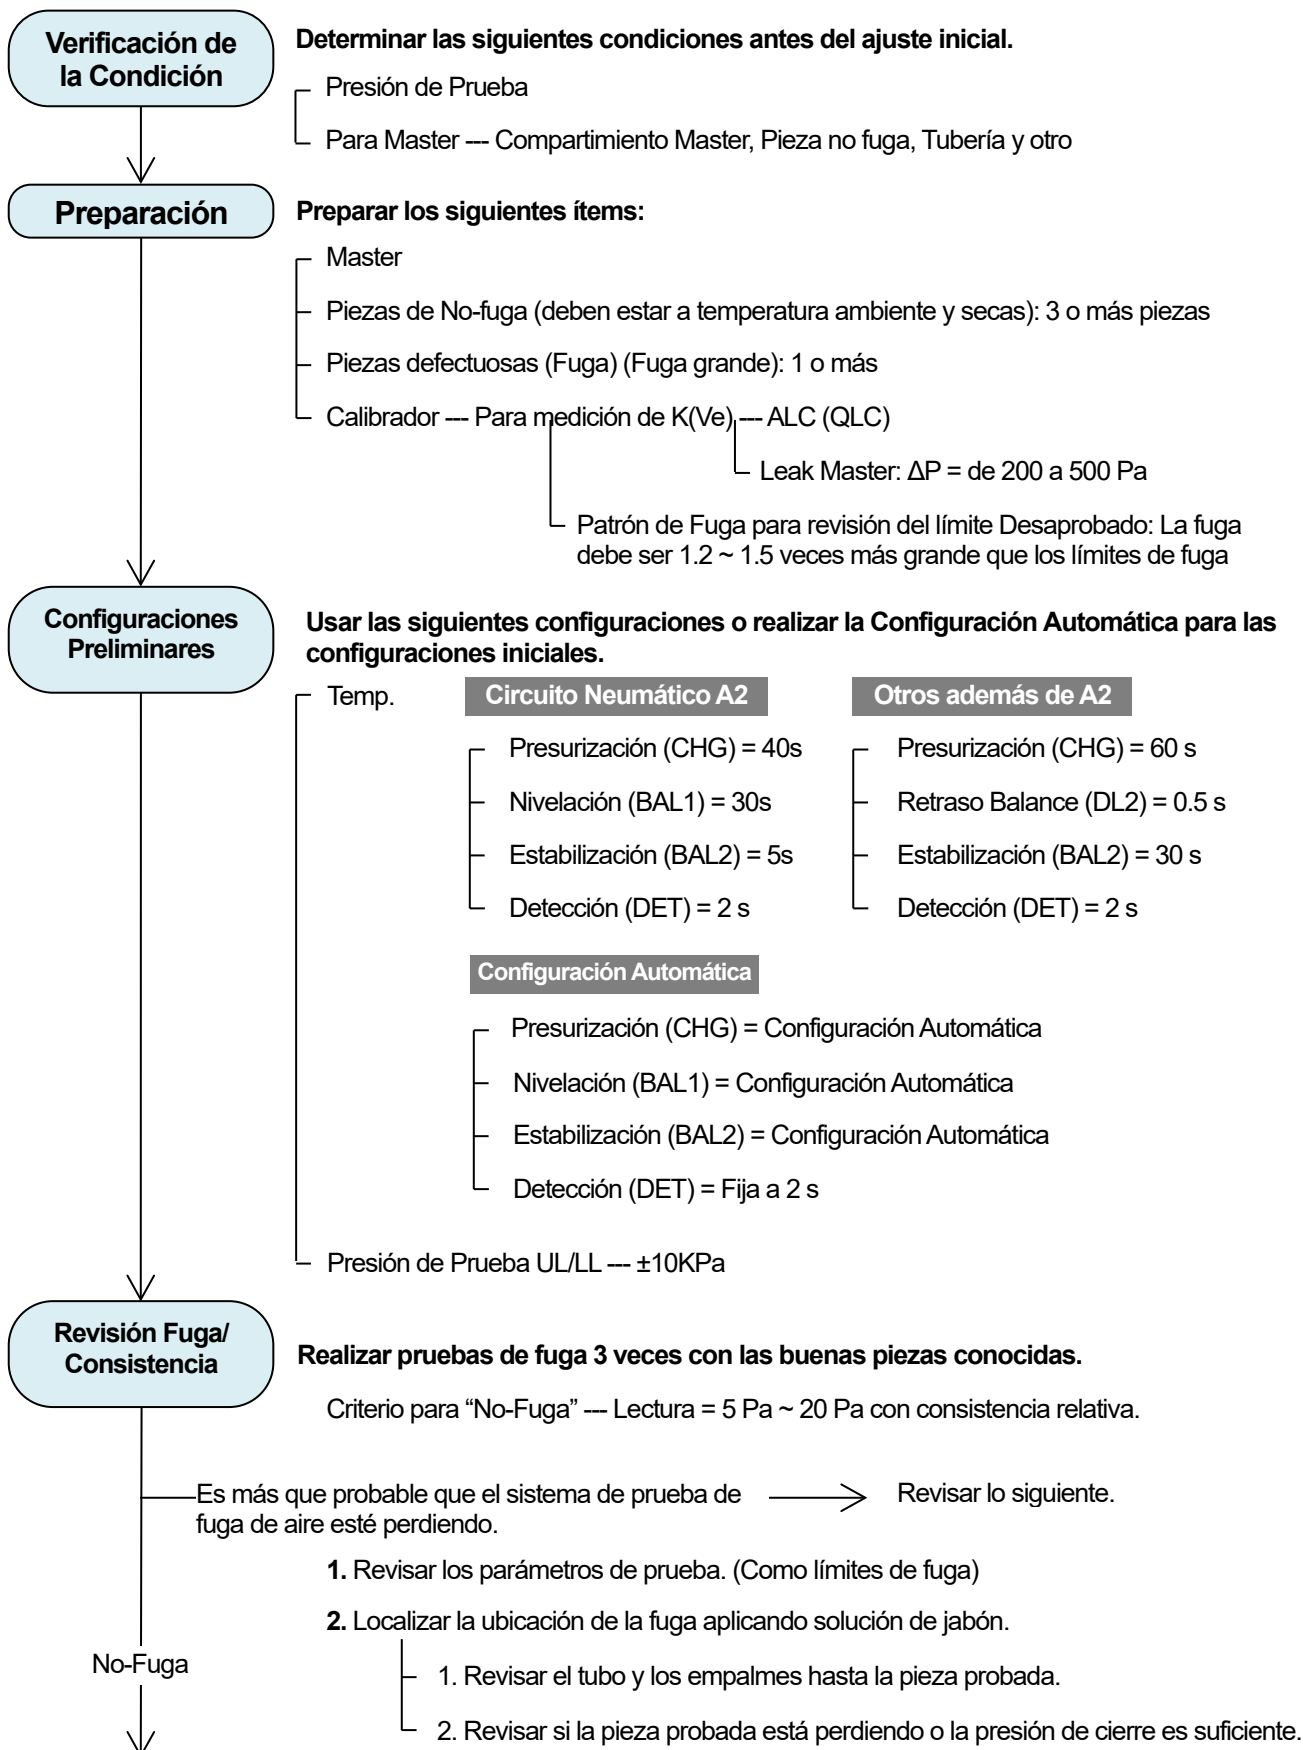 Verificación de
la Condición
Determinar las siguientes condiciones antes del ajuste inicial.
Presión de Prueba
Para Master --- Compartimiento Master, Pieza no fuga, Tubería y otro
Preparación
Preparar los siguientes ítems:
Master
Piezas de No-fuga (deben estar a temperatura ambiente y secas): 3 o más piezas
Piezas defectuosas (Fuga) (Fuga grande): 1 o más
Calibrador --- Para medición de K(Ve) --- ALC (QLC)
Leak Master: ΔP = de 200 a 500 Pa
Patrón de Fuga para revisión del límite Desaprobado: La fuga
debe ser 1.2 ~ 1.5 veces más grande que los límites de fuga
Configuraciones
Preliminares
Usar las siguientes configuraciones o realizar la Configuración Automática para las
configuraciones iniciales.
Temp.
Circuito Neumático A2
Presurización (CHG) = 40s
Nivelación (BAL1) = 30s
Estabilización (BAL2) = 5s
Detección (DET) = 2 s
Otros además de A2
Presurización (CHG) = 60 s
Retraso Balance (DL2) = 0.5 s
Estabilización (BAL2) = 30 s
Detección (DET) = 2 s
Configuración Automática
Presurización (CHG) = Configuración Automática
Nivelación (BAL1) = Configuración Automática
Estabilización (BAL2) = Configuración Automática
Detección (DET) = Fija a 2 s
Presión de Prueba UL/LL --- ±10KPa
Revisión Fuga/
Consistencia
Realizar pruebas de fuga 3 veces con las buenas piezas conocidas.
Criterio para “No-Fuga” --- Lectura = 5 Pa ~ 20 Pa con consistencia relativa.
Es más que probable que el sistema de prueba de
fuga de aire esté perdiendo.
Revisar lo siguiente.
1. Revisar los parámetros de prueba. (Como límites de fuga)
2. Localizar la ubicación de la fuga aplicando solución de jabón.
No-Fuga
1. Revisar el tubo y los empalmes hasta la pieza probada.
2. Revisar si la pieza probada está perdiendo o la presión de cierre es suficiente.